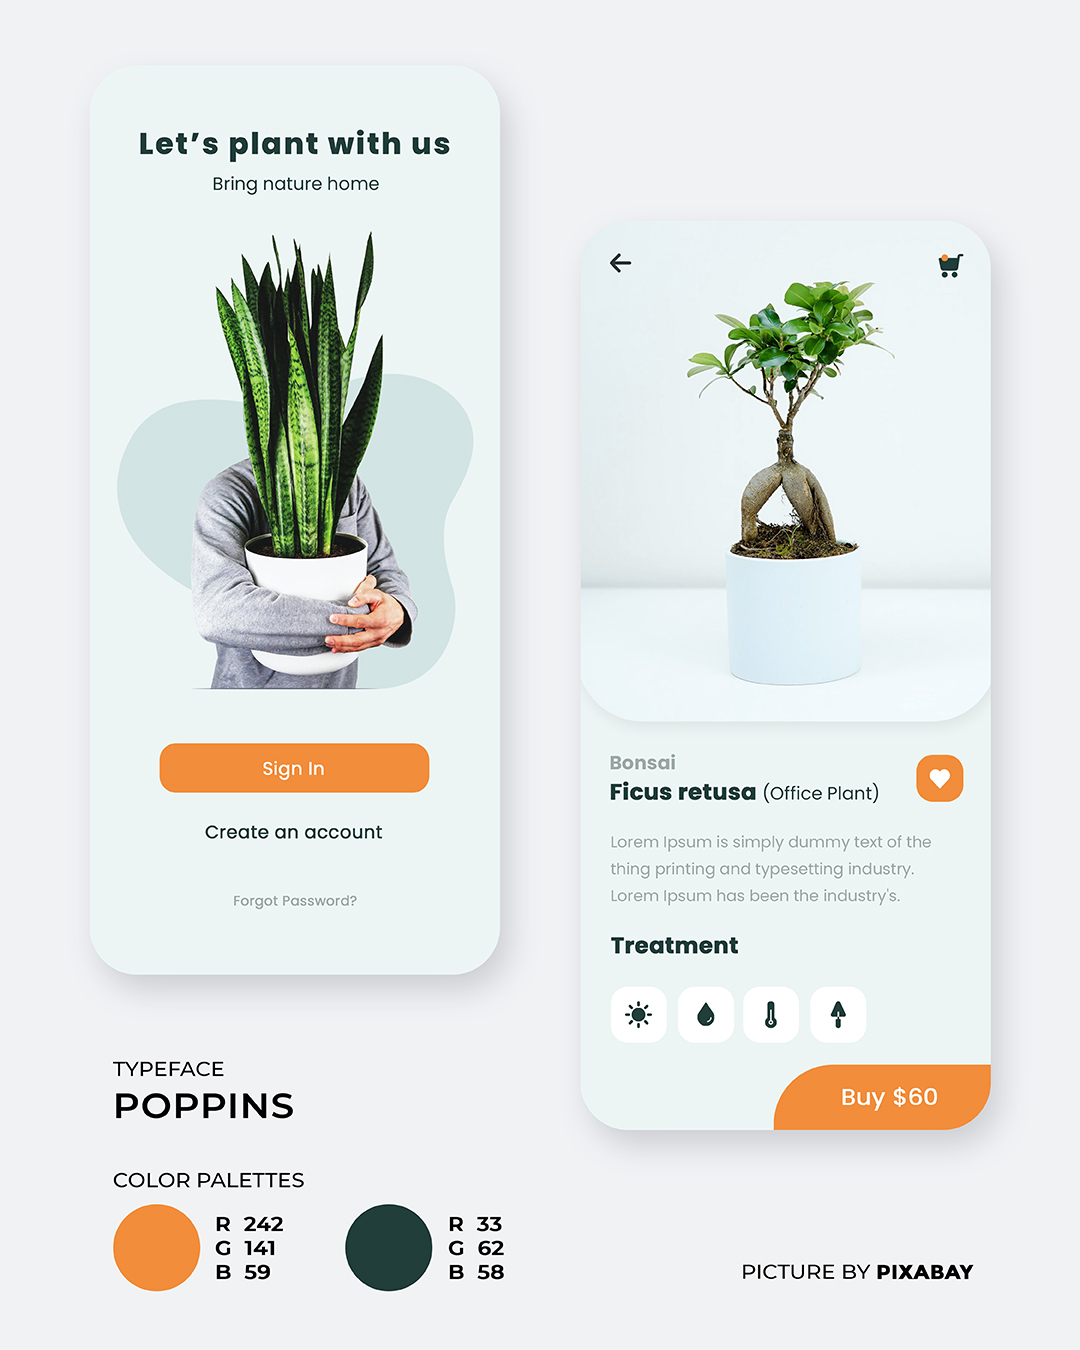 Let’s plant with us
Bring nature home
Sign In
Create an account
Forgot Password?
Bonsai
Ficus retusa (Office Plant)
Lorem Ipsum is simply dummy text of the
thing printing and typesetting industry.
Lorem Ipsum has been the industry's.
Treatment
Buy $60
TYPEFACE
POPPINS
COLOR PALETTES
R 242
G 141
B 59
R 33
G 62
B 58
PICTURE BY PIXABAY